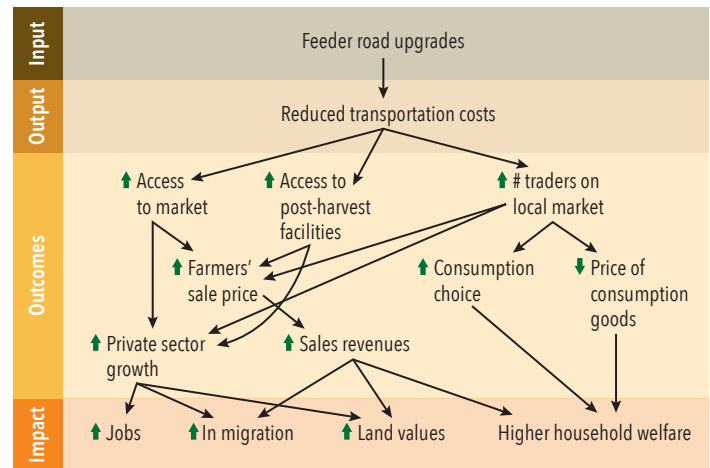 Input
Feeder road upgrades
Output
Reduced transportation costs
Outcomes
Access
to market
Access to
post-harvest
facilities
# traders on
local market
Farmers'
sale price
Consumption
choice
Price of
consumption
goods
Private sector
growth
Sales revenues
Impact
Jobs
In migration
Land values
Higher household welfare